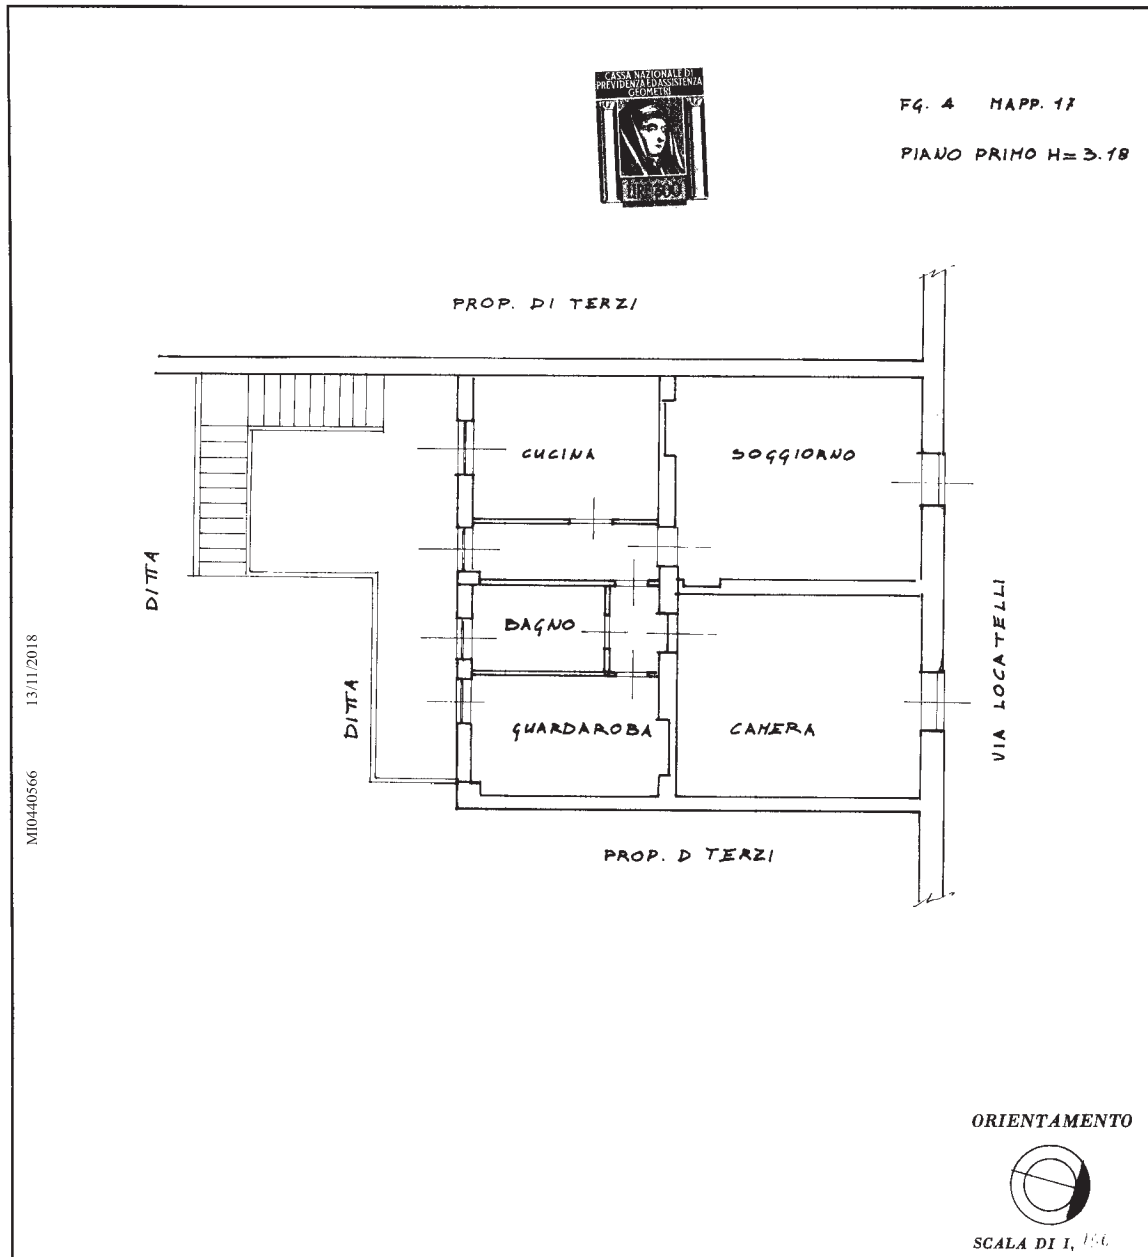 CASSA NAZIONALE DI
PREVIDENZA ED ASSISTENZA
GEOMETRI
FG. 4 MAPP. 17
PIANO PRIMO H= 3.18
PROP. DI TERZI
CUCINA
SOGGIORNO
DITTA
BAGNO
VIA LOCATELLI
DITTA
GUARDAROBA
CAMERA
PROP. D TERZI
MI0440566 13/11/2018
ORIENTAMENTO
SCALA DI 1,